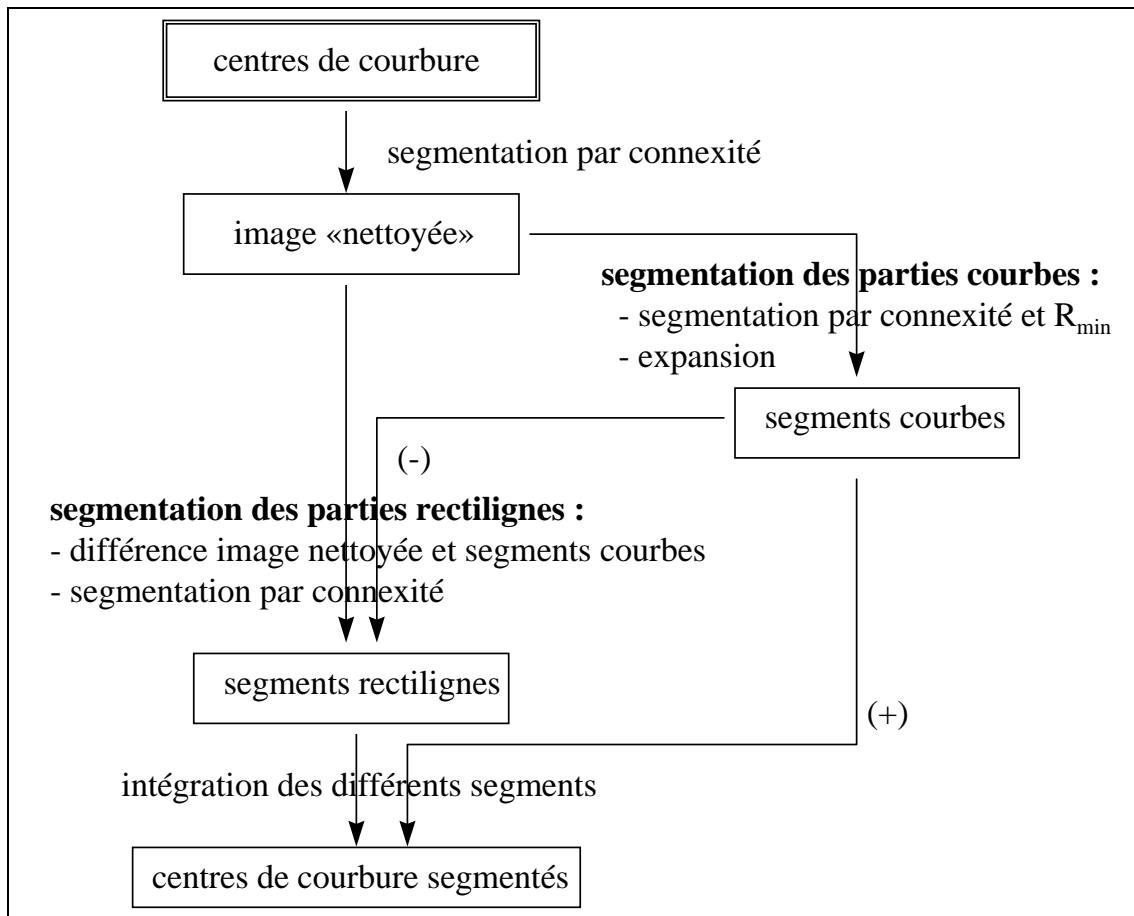 centres de courbure
segmentation par connexité
image «nettoyée»
segmentation des parties courbes :
- segmentation par connexité et Rmin
- expansion
segments courbes
(-)
segmentation des parties rectilignes :
- différence image nettoyée et segments courbes
- segmentation par connexité
segments rectilignes
(+)
intégration des différents segments
centres de courbure segmentés